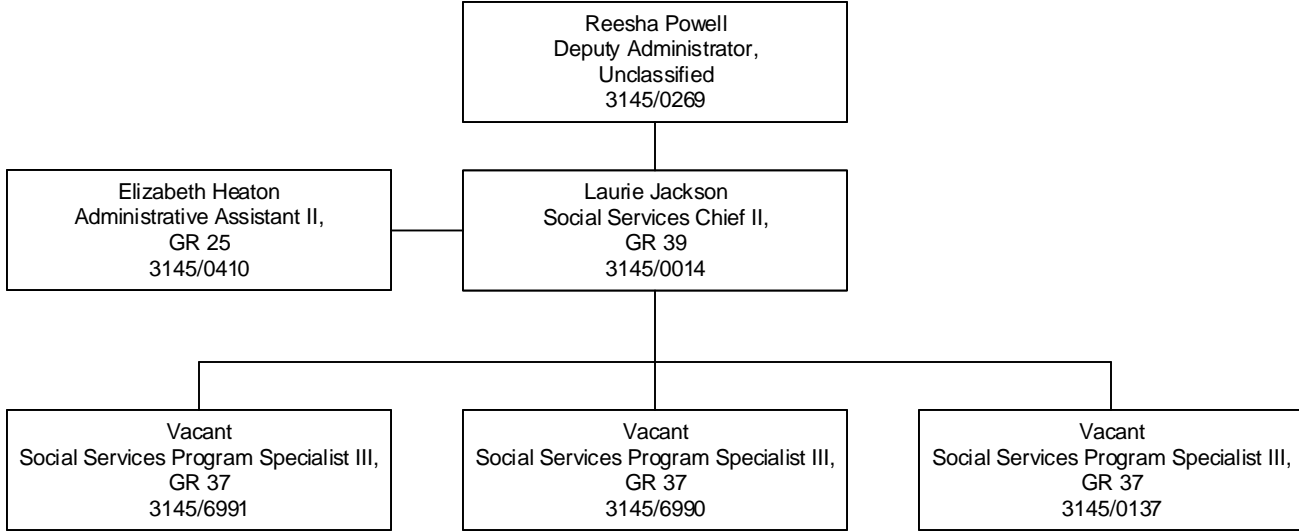 Reesha Powell
Deputy Administrator,
Unclassified
3145/0269
Elizabeth Heaton
Administrative Assistant II,
GR 25
3145/0410
Laurie Jackson
Social Services Chief II,
GR 39
3145/0014
Vacant
Social Services Program Specialist III,
GR 37
3145/6991
Vacant
Social Services Program Specialist III,
GR 37
3145/6990
Vacant
Social Services Program Specialist III,
GR 37
3145/0137